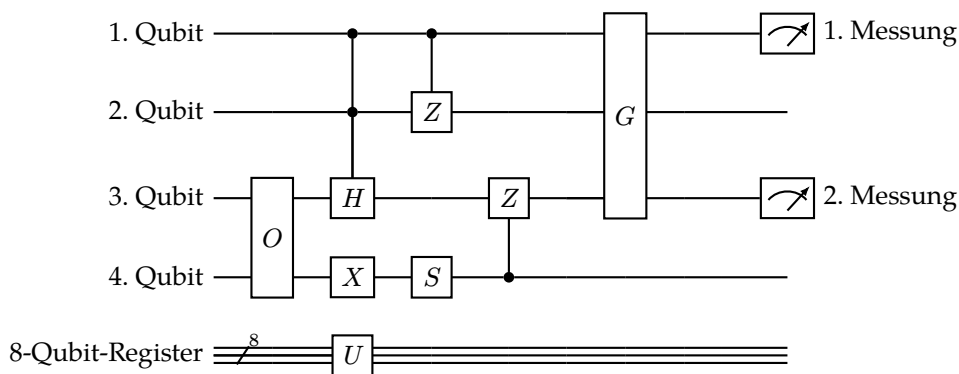 1. Qubit
1. Messung
2. Qubit
Z
G
3. Qubit
O
H
Z
2. Messung
4. Qubit
X
S
8-Qubit-Register
8
U